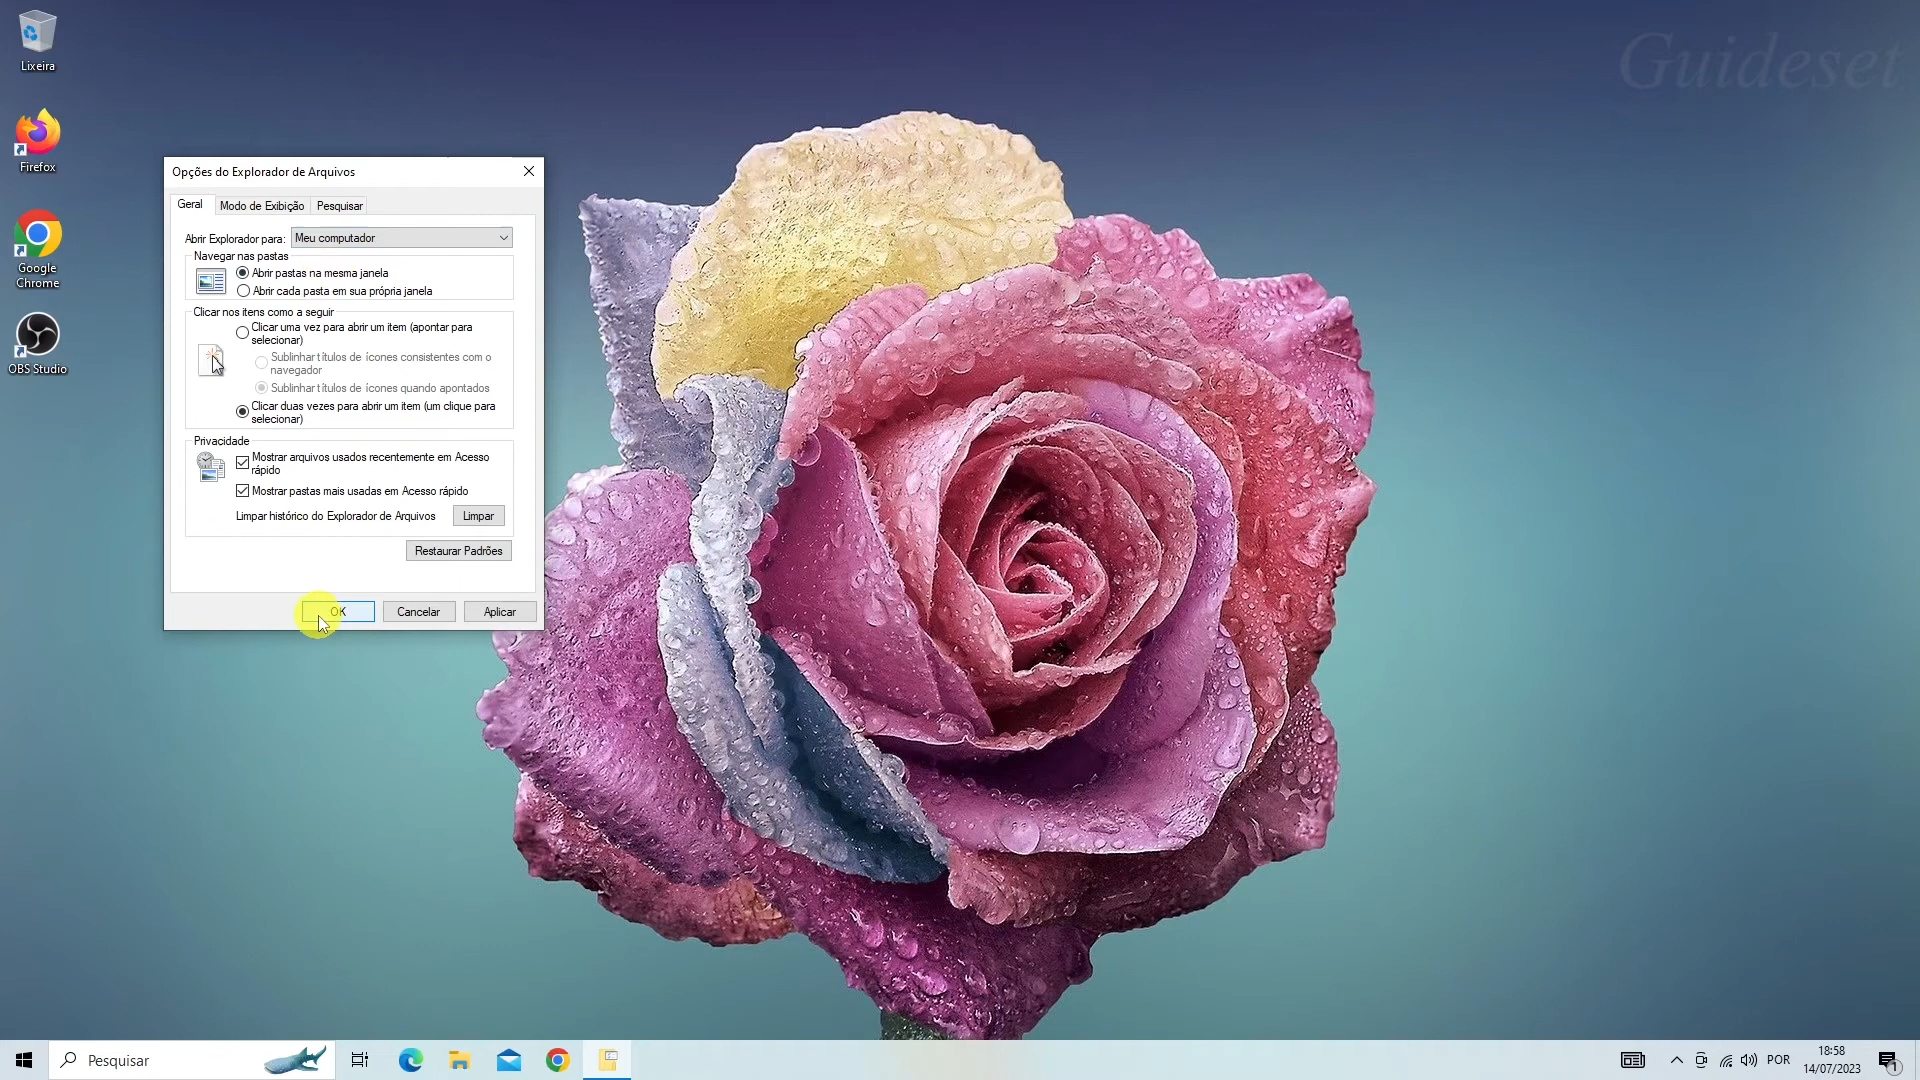 Guideset
Lixeira
Firefox
Google
Chrome
OBS Studio
Opções do Explorador de Arquivos
Geral
Modo de Exibição
Pesquisar
Abrir Explorador para:
Meu computador
Navegar nas pastas
Abrir pastas na mesma janela
Abrir cada pasta em sua própria janela
Clicar nos itens como a seguir
Clicar uma vez para abrir um item (apontar para
selecionar)
Sublinhar títulos de ícones consistentes com o
navegador
Sublinhar títulos de ícones quando apontados
Clicar duas vezes para abrir um item (um clique para
selecionar)
Privacidade
Mostrar arquivos usados recentemente em Acesso
rápido
Mostrar pastas mais usadas em Acesso rápido
Limpar histórico do Explorador de Arquivos
Limpar
Restaurar Padrões
OK
Cancelar
Aplicar
Pesquisar
POR
18:58
14/07/2023
1